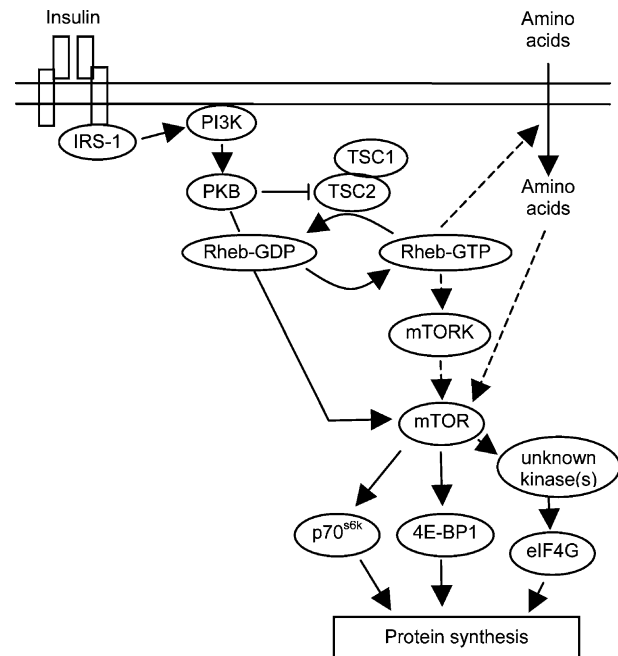 Insulin
Amino
acids
IRS-1
PI3K
TSC1
PKB
TSC2
Amino
acids
Rheb-GDP
Rheb-GTP
mTORK
mTOR
unknown
kinase(s)
p70s6k
4E-BP1
eIF4G
Protein synthesis